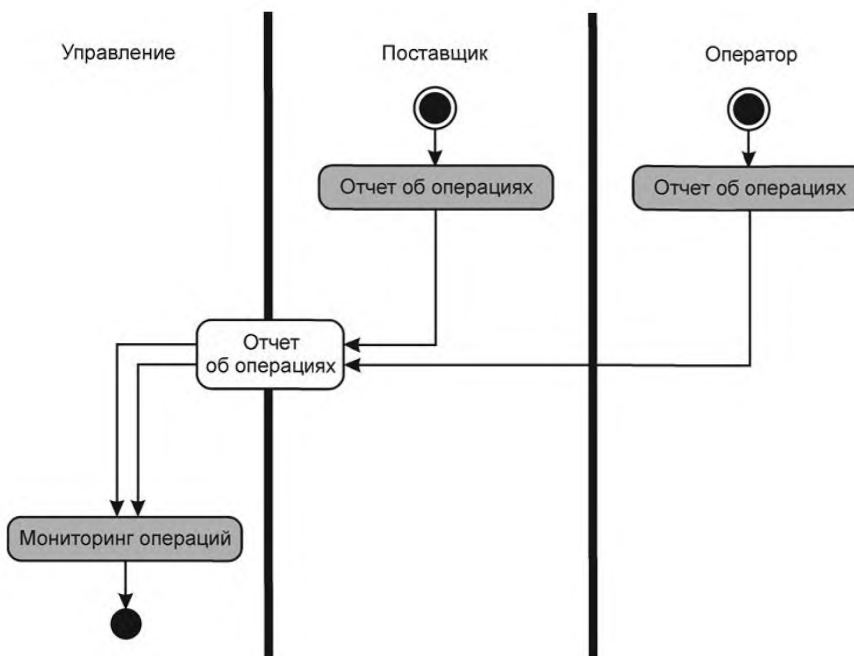 Управление
Поставщик
Оператор
Отчет об операциях
Отчет об операциях
Отчет
об операциях
Мониторинг операций